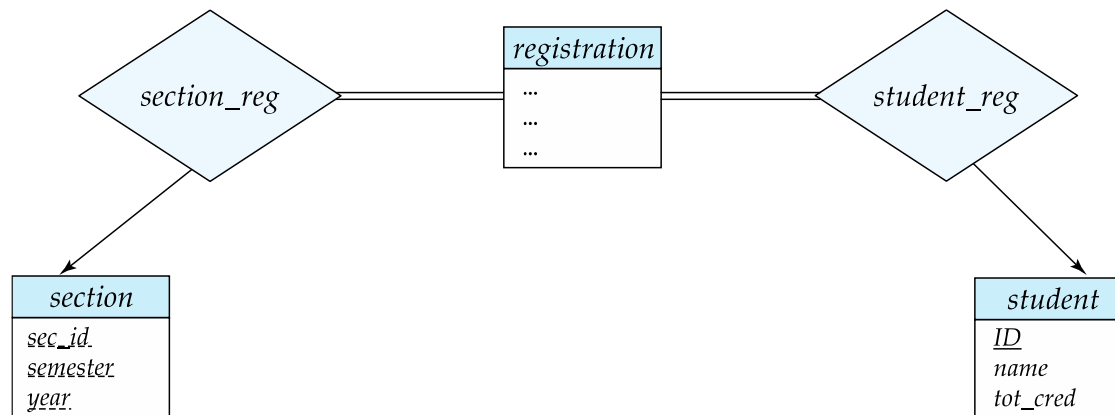 section_reg
registration
...
...
...
student_reg
section
sec_id
semester
year
student
ID
name
tot_cred